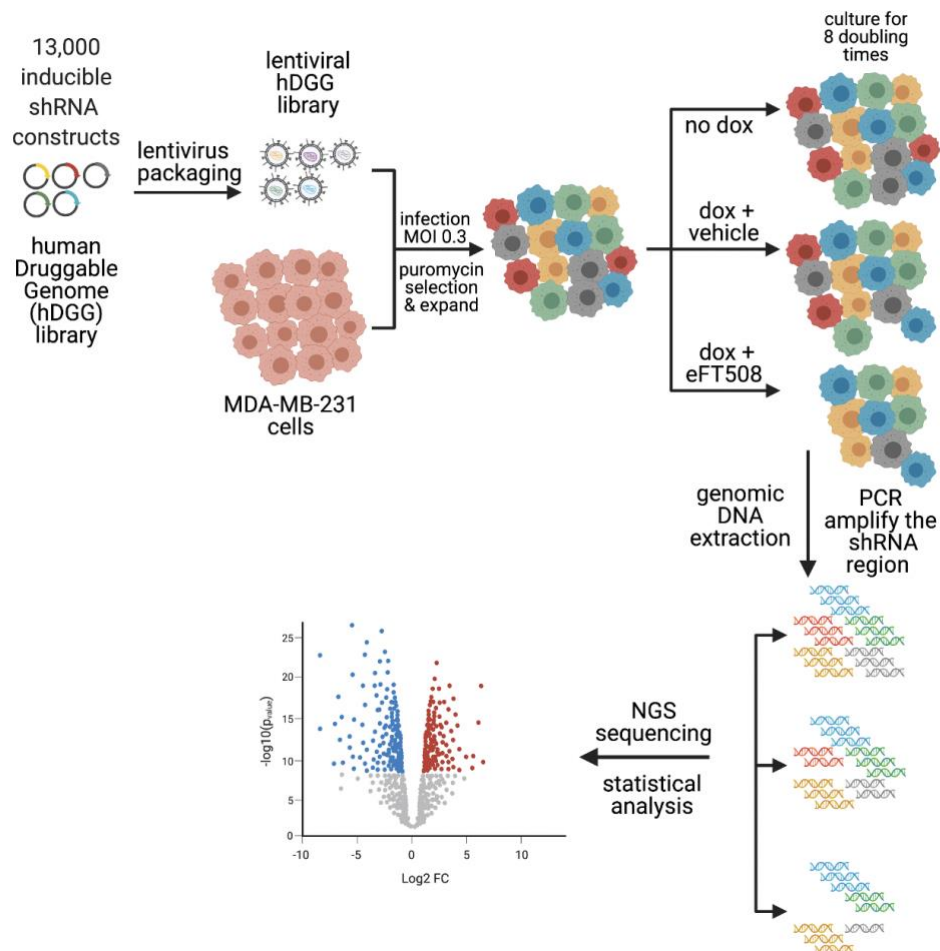 13,000
inducible
shRNA
constructs
human
Druggable
Genome
(hDGG)
library
lentivirus
packaging
lentiviral
hDGG
library
MDA-MB-231
cells
infection
MOI 0.3
puromycin
selection
& expand
culture for
8 doubling
times
no dox
dox +
vehicle
dox +
eFT508
genomic
DNA
extraction
PCR
amplify the
shRNA
region
NGS
sequencing
statistical
analysis
-log10(pvalue)
25
20
15
10
5
0
-10 -5 0 5 10
Log2 FC